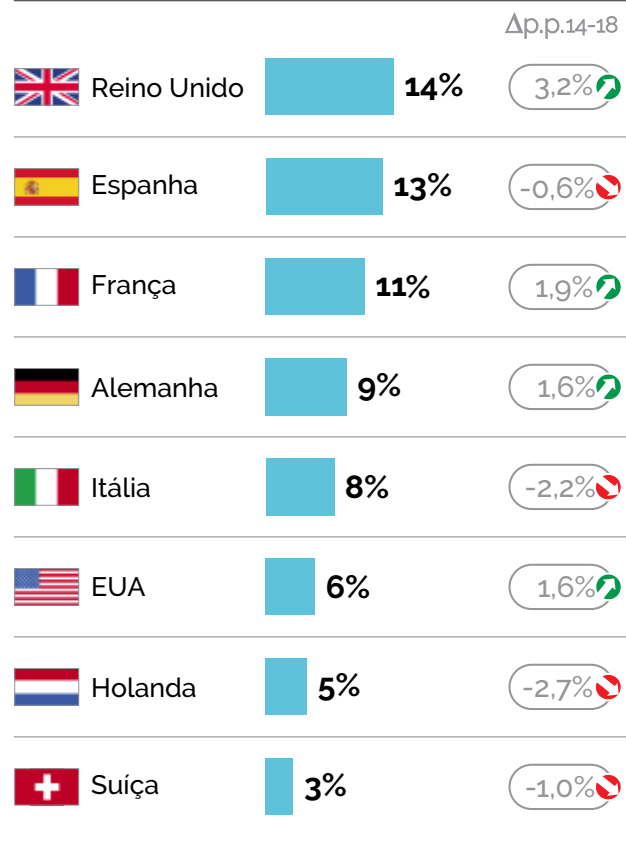 Δp.p.14-18
Reino Unido 14% 3,2%
Espanha 13% -0,6%
França 11% 1,9%
Alemanha 9% 1,6%
Itália 8% -2,2%
EUA 6% 1,6%
Holanda 5% -2,7%
Suíça 3% -1,0%